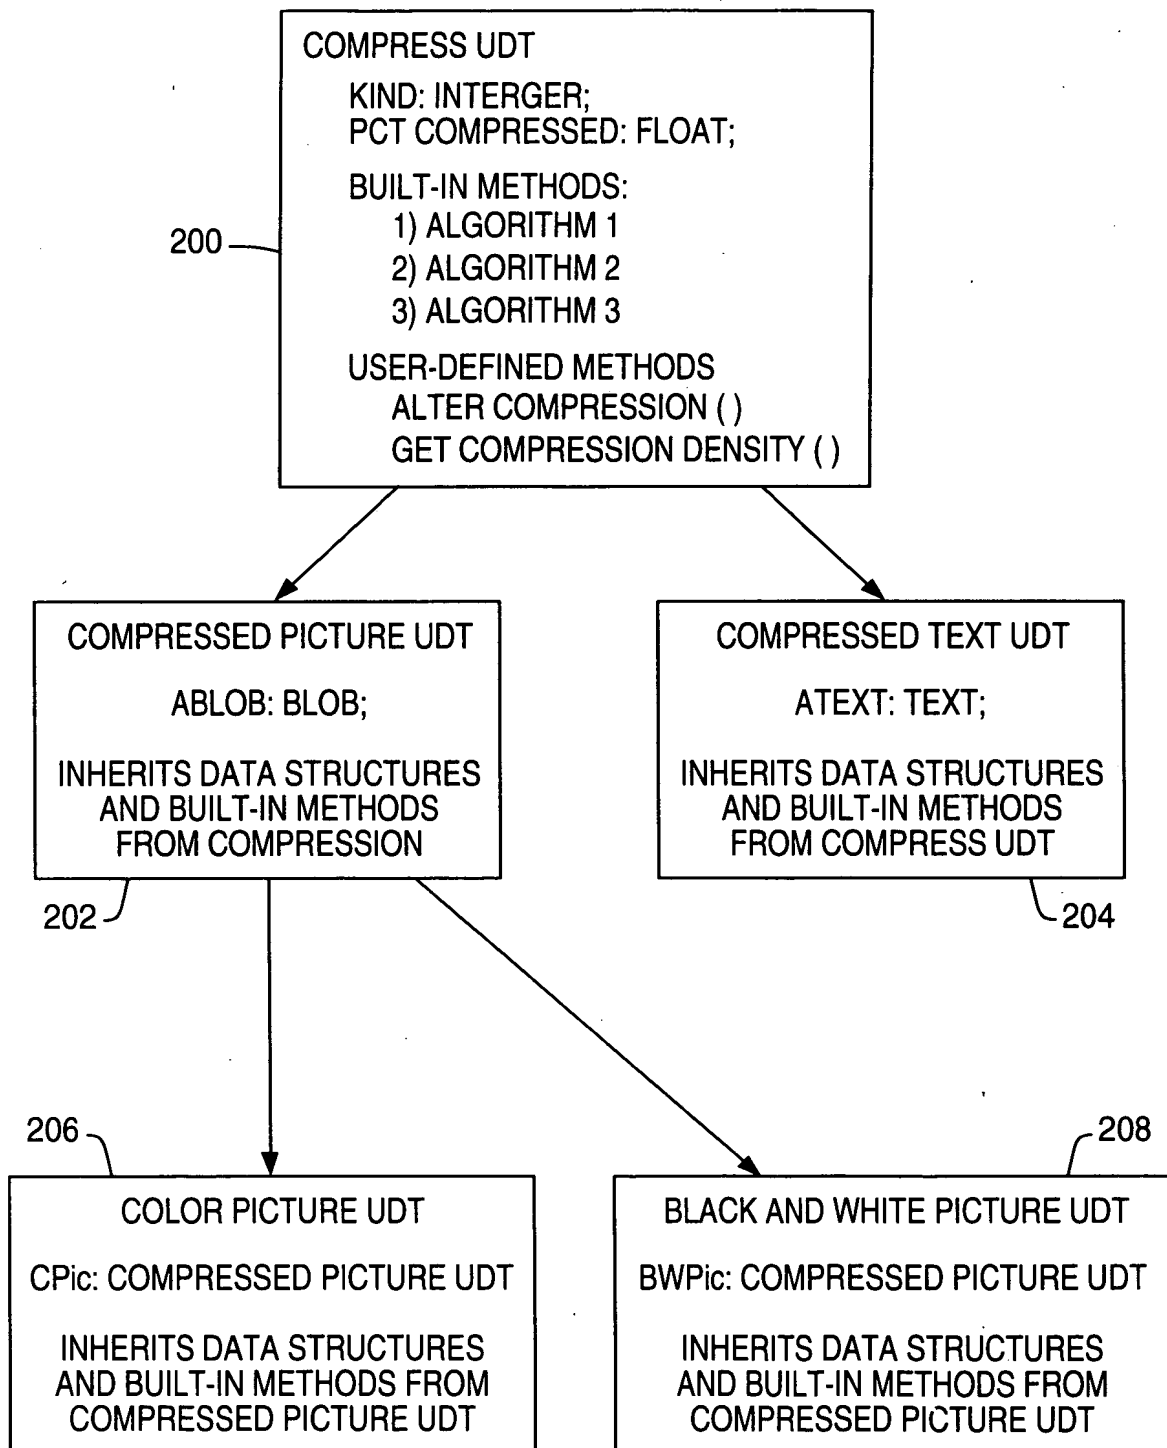 COMPRESS UDT
KIND: INTERGER;
PCT COMPRESSED: FLOAT;
BUILT-IN METHODS:
1) ALGORITHM 1
2) ALGORITHM 2
3) ALGORITHM 3
USER-DEFINED METHODS
ALTER COMPRESSION ( )
GET COMPRESSION DENSITY ( )
200
COMPRESSED PICTURE UDT
ABLOB: BLOB;
INHERITS DATA STRUCTURES
AND BUILT-IN METHODS
FROM COMPRESSION
202
COMPRESSED TEXT UDT
ATEXT: TEXT;
INHERITS DATA STRUCTURES
AND BUILT-IN METHODS
FROM COMPRESS UDT
204
206
COLOR PICTURE UDT
CPic: COMPRESSED PICTURE UDT
INHERITS DATA STRUCTURES
AND BUILT-IN METHODS FROM
COMPRESSED PICTURE UDT
208
BLACK AND WHITE PICTURE UDT
BWPic: COMPRESSED PICTURE UDT
INHERITS DATA STRUCTURES
AND BUILT-IN METHODS FROM
COMPRESSED PICTURE UDT